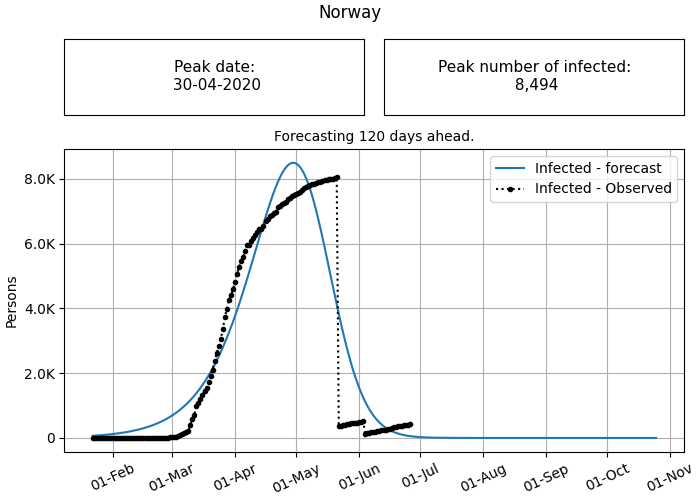 Norway
Peak date:
30-04-2020
Peak number of infected:
8,494
Forecasting 120 days ahead.
Infected - forecast
Infected - Observed
Persons
8.0K
6.0K
4.0K
2.0K
0
01-Feb
01-Mar
01-Apr
01-May
01-Jun
01-Jul
01-Aug
01-Sep
01-Oct
01-Nov